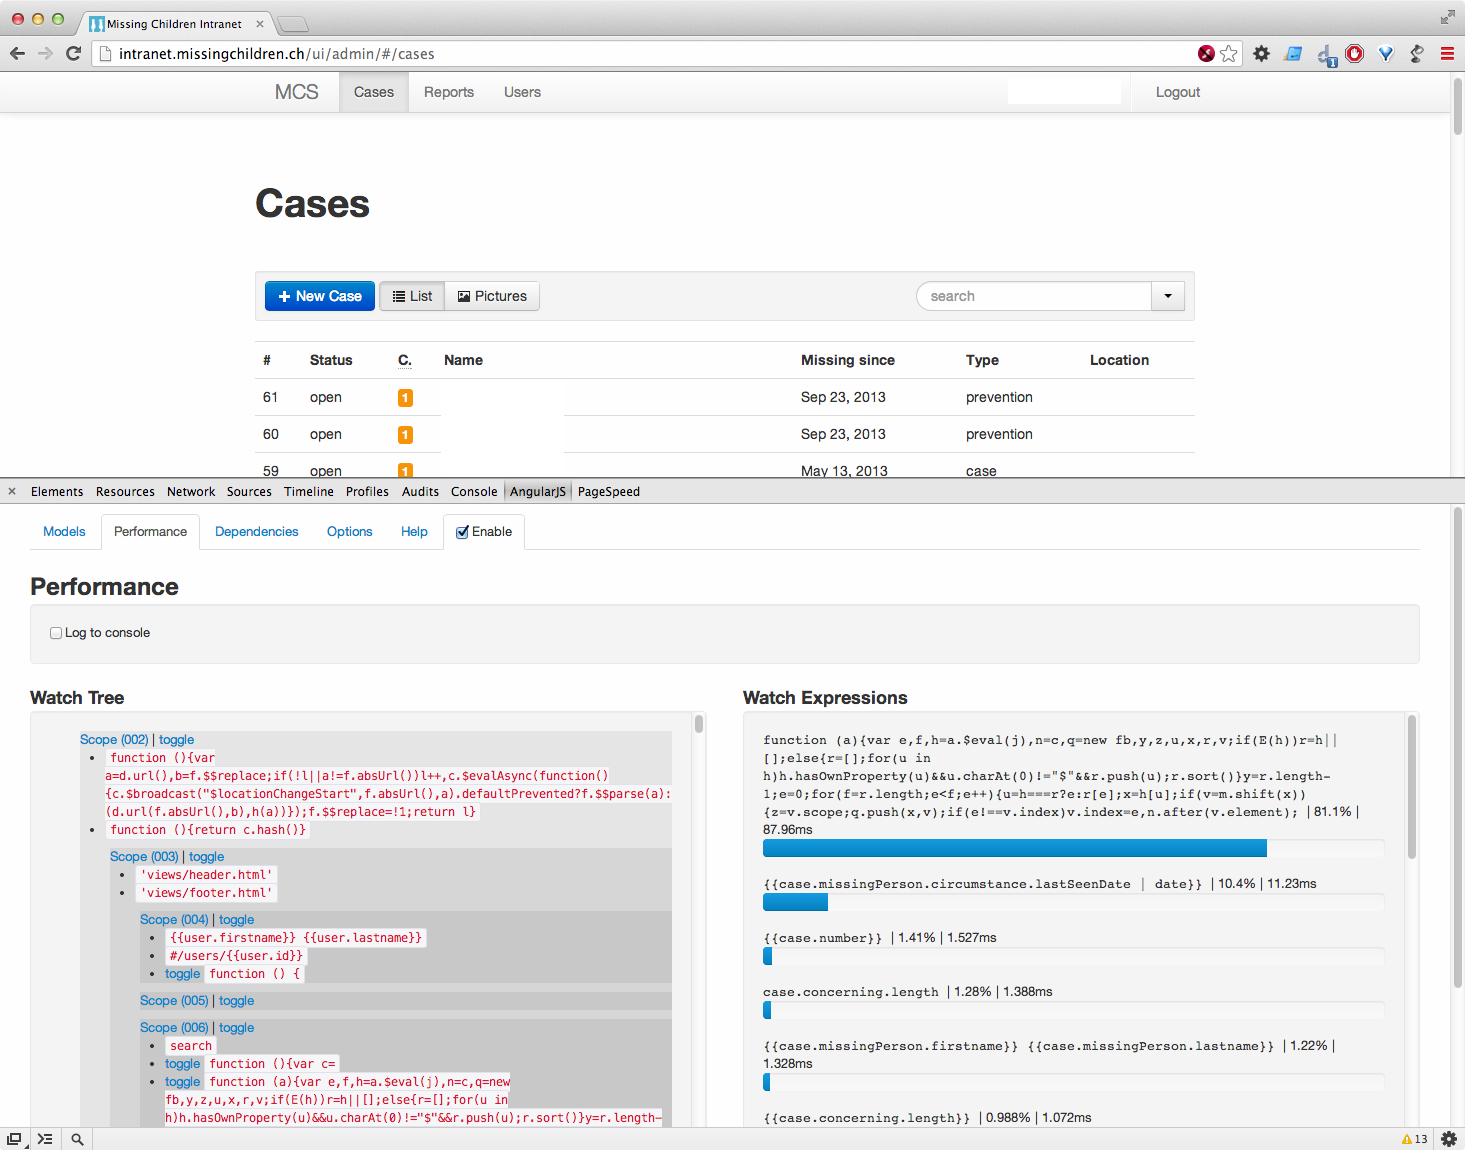 Missing Children Intranet
intranet.missingchildren.ch/ui/admin/#/cases
1
MCS Cases Reports Users Logout
Cases
New Case List Pictures search
# Status C. Name Missing since Type Location
61 open 1 Sep 23, 2013 prevention
60 open 1 Sep 23, 2013 prevention
59 open 1 May 13, 2013 case
Elements Resources Network Sources Timeline Profiles Audits Console AngularJS PageSpeed
Models Performance Dependencies Options Help Enable
Performance
Log to console
Watch Tree
Scope (002) | toggle
function (){var
a=d.url(),b=f.$$replace;if(!l||a!=f.absUrl())l++,c.$evalAsync(function()
{c.$broadcast("$locationChangeStart",f.absUrl(),a).defaultPrevented?f.$$parse(a):
(d.url(f.absUrl(),b),h(a))});f.$$replace=!1;return l}
function (){return c.hash()}
Scope (003) | toggle
'views/header.html'
'views/footer.html'
Scope (004) | toggle
{{user.firstname}} {{user.lastname}}
#/users/{{user.id}}
toggle function () {
Scope (005) | toggle
Scope (006) | toggle
search
toggle function (){var c=
toggle function (a){var e,f,h=a.$eval(j),n=c,q=new
fb,y,z,u,x,r,v;if(E(h))r=h||[];else{r=[];for(u in
h)h.hasOwnProperty(u)&&u.charAt(0)!="$"&&r.push(u);r.sort()}y=r.length-
Watch Expressions
function (a){var e,f,h=a.$eval(j),n=c,q=new fb,y,z,u,x,r,v;if(E(h))r=h||
[];else{r=[];for(u in
h)h.hasOwnProperty(u)&&u.charAt(0)!="$"&&r.push(u);r.sort()}y=r.length-
1;e=0;for(f=r.length;e<f;e++){u=h===r?e:r[e];x=h[u];if(v=m.shift(x))
{z=v.scope;q.push(x,v);if(e!==v.index)v.index=e,n.after(v.element); | 81.1% |
87.96ms
{{case.missingPerson.circumstance.lastSeenDate | date}} | 10.4% | 11.23ms
{{case.number}} | 1.41% | 1.527ms
case.concerning.length | 1.28% | 1.388ms
{{case.missingPerson.firstname}} {{case.missingPerson.lastname}} | 1.22% |
1.328ms
{{case.concerning.length}} | 0.988% | 1.072ms
13